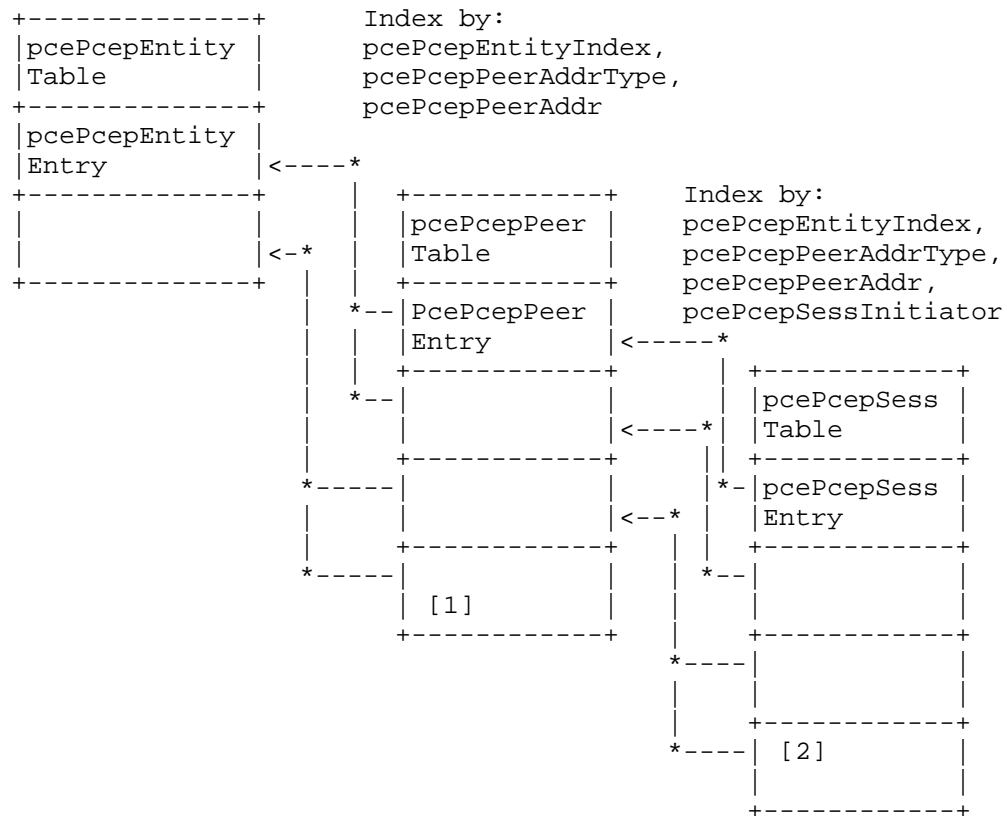 Index by:
pcePcepEntity pcePcepEntityIndex,
Table pcePcepPeerAddrType,
pcePcepPeerAddr
pcePcepEntity
Entry
Index by:
pcePcepPeer pcePcepEntityIndex,
Table pcePcepPeerAddrType,
pcePcepPeerAddr,
PcePcepPeer pcePcepSessInitiator
Entry
pcePcepSess
Table
pcePcepSess
Entry
[1]
[2]